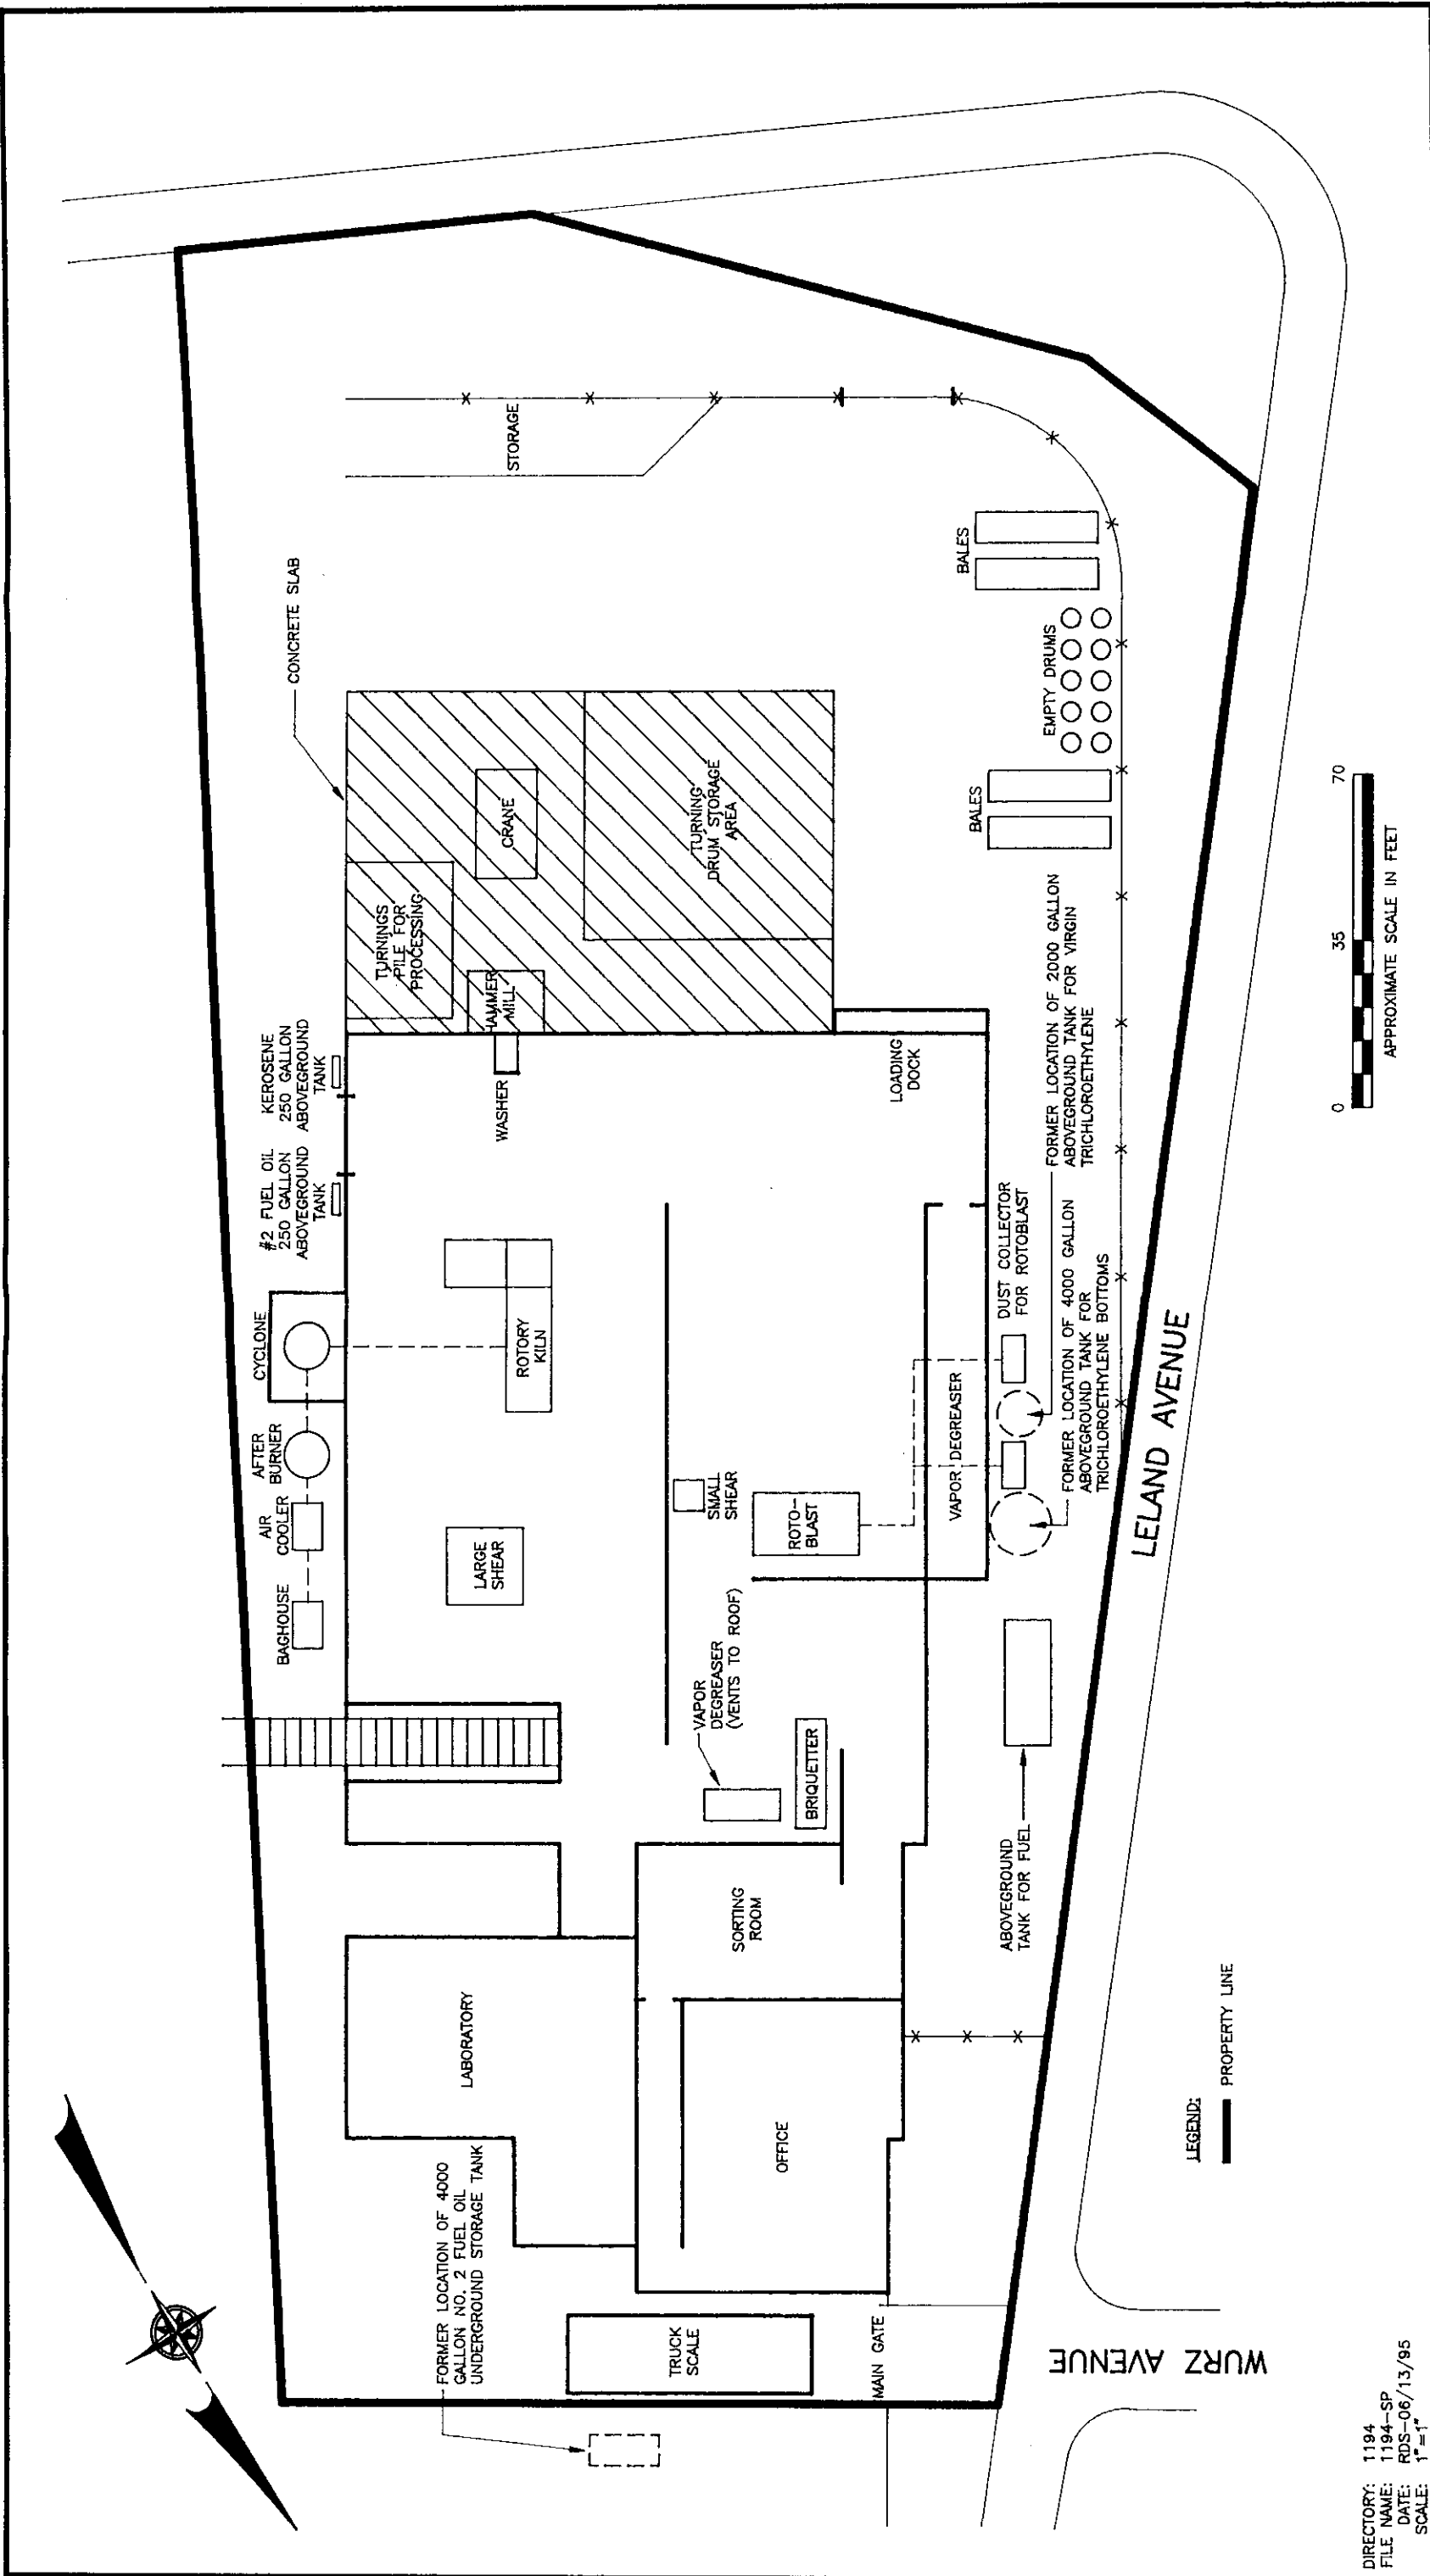 CONCRETE SLAB
STORAGE
KEROSENE
250 GALLON
ABOVEGROUND
TANK
#2 FUEL OIL
250 GALLON
ABOVEGROUND
TANK
CYCLONE
AFTER
BURNER
AIR
COOLER
BAGHOUSE
TURNINGS
PILE FOR
PROCESSING
CRANE
HAMMER
MILL
TURNING
DRUM STORAGE
AREA
WASHER
LOADING
DOCK
ROTORY
KILN
LARGE
SHEAR
SMALL
SHEAR
ROTO-
BLAST
VAPOR DEGREASER
VAPOR
DEGREASER
(VENTS TO ROOF)
BRIQUETTER
SORTING
ROOM
LABORATORY
OFFICE
FORMER LOCATION OF 4000
GALLON NO. 2 FUEL OIL
UNDERGROUND STORAGE TANK
TRUCK
SCALE
MAIN GATE
BALES
EMPTY DRUMS
BALES
FORMER LOCATION OF 2000 GALLON
ABOVEGROUND TANK FOR VIRGIN
TRICHLOROETHYLENE
DUST COLLECTOR
FOR ROTOBLAST
FORMER LOCATION OF 4000 GALLON
ABOVEGROUND TANK FOR
TRICHLOROETHYLENE BOTTOMS
ABOVEGROUND
TANK FOR FUEL
LELAND AVENUE
WURZ AVENUE
LEGEND:
PROPERTY LINE
0 35 70
APPROXIMATE SCALE IN FEET
DIRECTORY: 1194
FILE NAME: 1194-SP
DATE: RDS-06/13/95
SCALE: 1"=1"